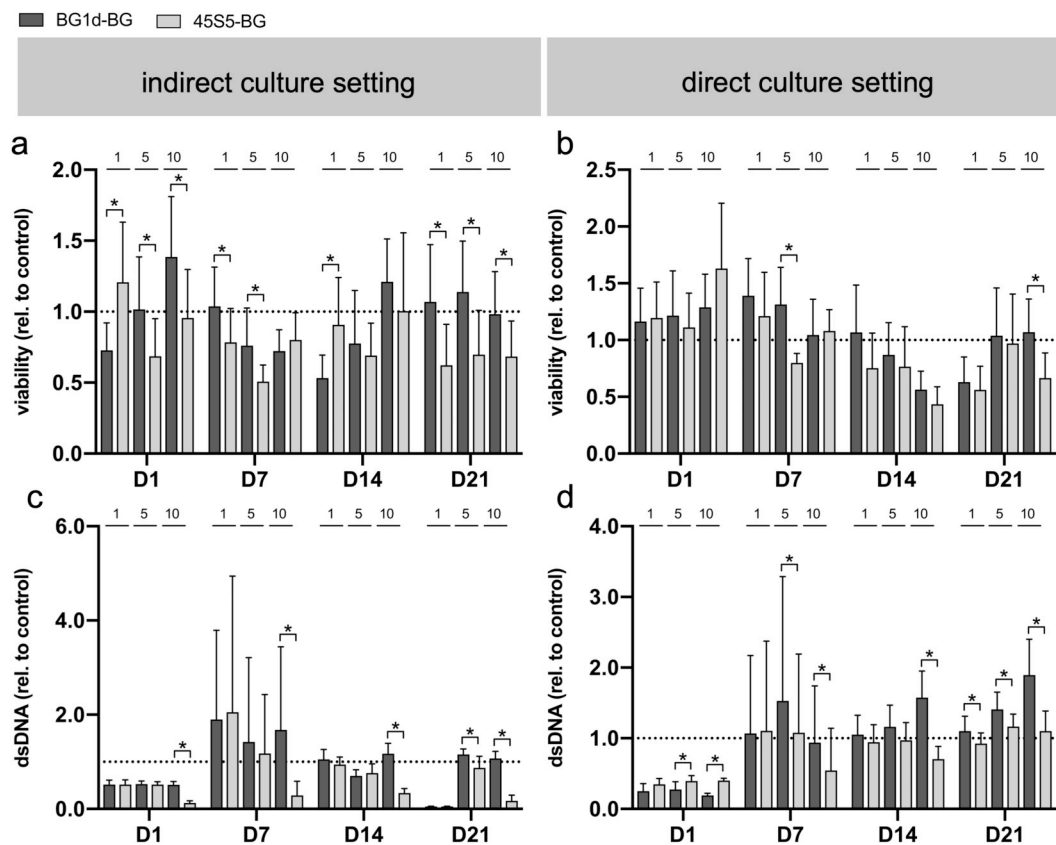 BG1d-BG 45S5-BG
indirect culture setting direct culture setting
a
1 5 10 1 5 10 1 5 10 1 5 10
viability (rel. to control)
2.0
1.5
1.0
0.5
0.0
* * * * * * * * *
D1 D7 D14 D21
b
1 5 10 1 5 10 1 5 10 1 5 10
viability (rel. to control)
2.5
2.0
1.5
1.0
0.5
0.0
* *
D1 D7 D14 D21
c
1 5 10 1 5 10 1 5 10 1 5 10
dsDNA (rel. to control)
6.0
4.0
2.0
0.0
* * * * *
D1 D7 D14 D21
d
1 5 10 1 5 10 1 5 10 1 5 10
dsDNA (rel. to control)
4.0
3.0
2.0
1.0
0.0
* * * * * * * *
D1 D7 D14 D21